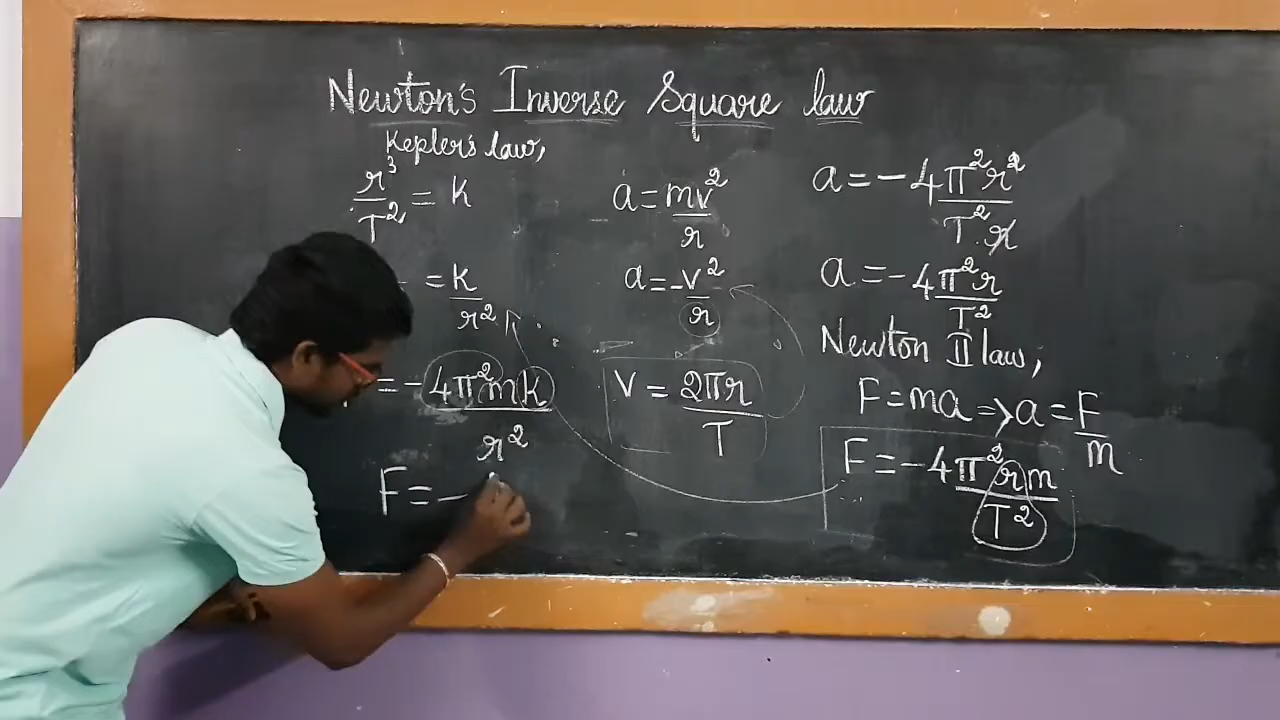 Newton's Inverse Square law
Kepler's law,
r³/T² = k
= k/r²
= - 4π²mk/r²
F = -
a = mv²/r
a = -v²/r
v = 2πr/T
a = -4π²r²/T².r
a = -4π²r/T²
Newton II law,
F = ma => a = F/m
F = -4π²rm/T²